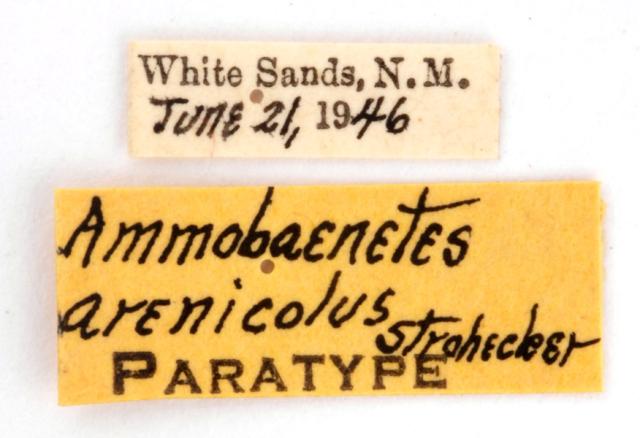 White Sands, N. M.
June 21, 1946
Ammobaenetes
arenicolus
Strohecker
PARATYPE